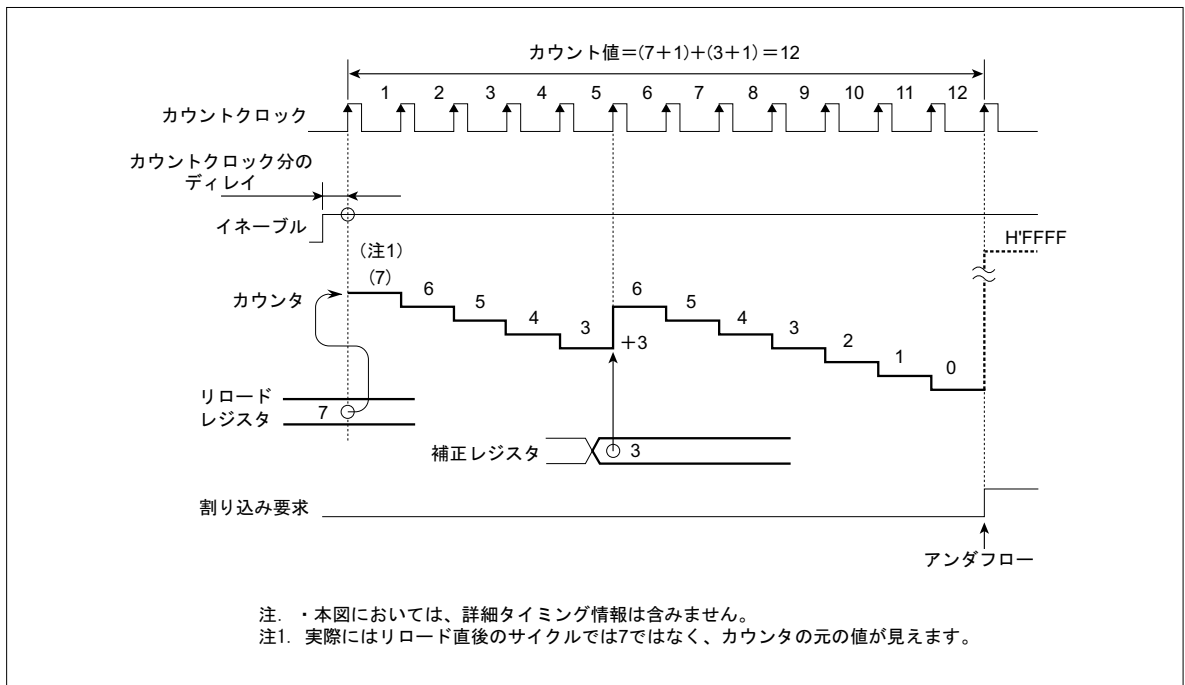 カウント値＝(7＋1)＋(3＋1)＝12
1 2 3 4 5 6 7 8 9 10 11 12
カウントクロック
カウントクロック分の
ディレイ
イネーブル
H'FFFF
(注1)
(7) 6 5 4 3 6 5 4 3 2 1 0
カウンタ
＋3
リロード
レジスタ 7
補正レジスタ 3
割り込み要求
アンダフロー
注. ・本図においては、詳細タイミング情報は含みません。
注1. 実際にはリロード直後のサイクルでは7ではなく、カウンタの元の値が見えます。